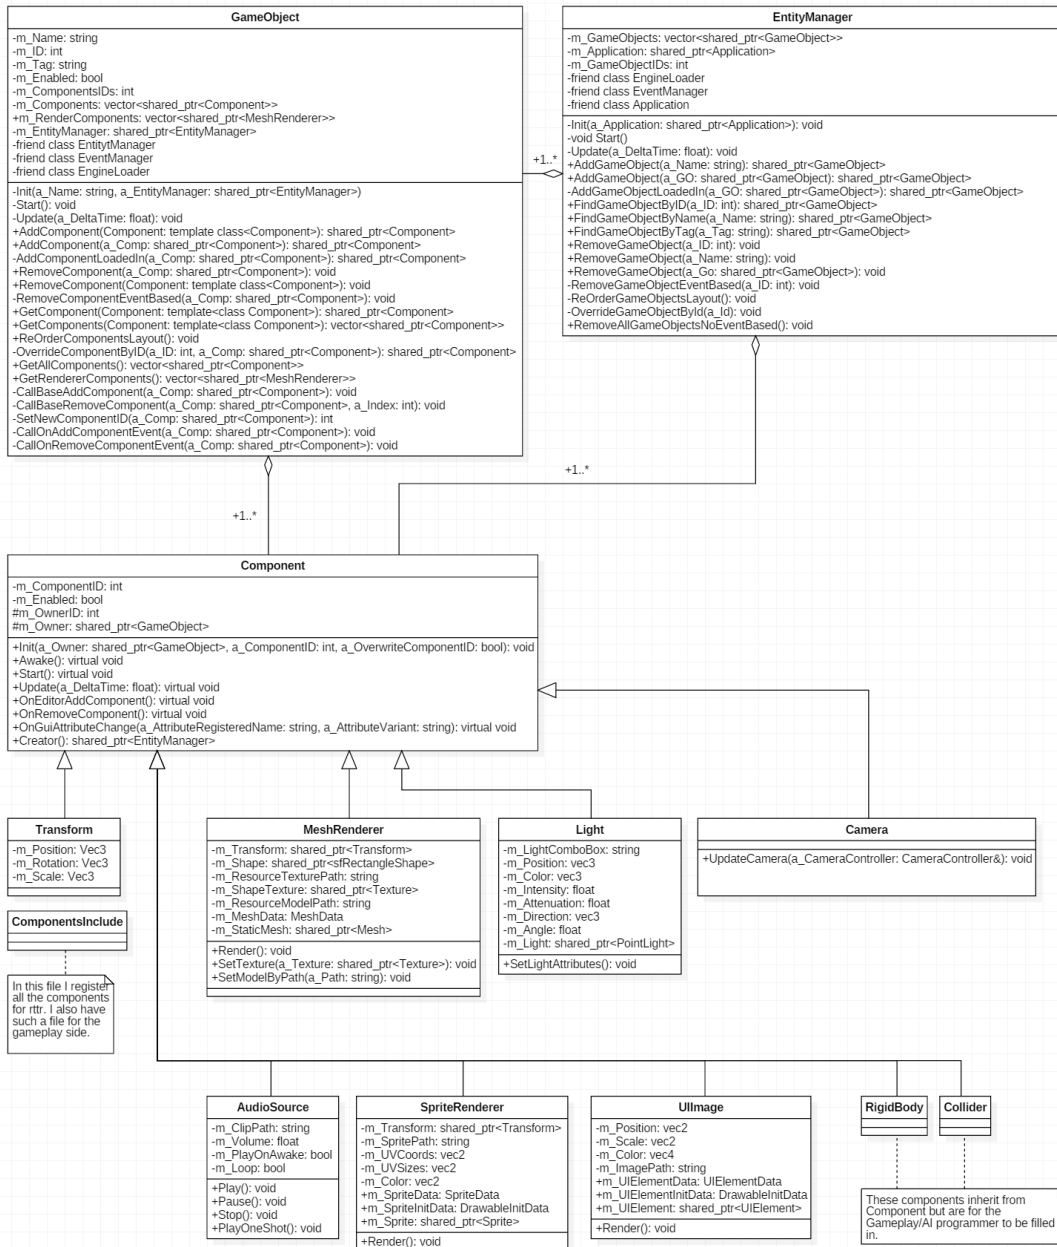 GameObject
-m_Name: string
-m_ID: int
-m_Tag: string
-m_Enabled: bool
-m_ComponentsIDs: int
-m_Components: vector<shared_ptr<Component>>
+m_RenderComponents: vector<shared_ptr<MeshRenderer>>
-m_EntityManager: shared_ptr<EntityManager>
-friend class EntitytManager
-friend class EventManager
-friend class EngineLoader
-Init(a_Name: string, a_EntityManager: shared_ptr<EntityManager>)
-Start(): void
-Update(a_DeltaTime: float): void
+AddComponent(Component: template class<Component>): shared_ptr<Component>
+AddComponent(a_Comp: shared_ptr<Component>): shared_ptr<Component>
-AddComponentLoadedIn(a_Comp: shared_ptr<Component>): shared_ptr<Component>
+RemoveComponent(a_Comp: shared_ptr<Component>): void
+RemoveComponent(Component: template class<Component>): void
-RemoveComponentEventBased(a_Comp: shared_ptr<Component>): void
+GetComponent(Component: template<class Component>): shared_ptr<Component>
+GetComponents(Component: template<class Component>): vector<shared_ptr<Component>>
+ReOrderComponentsLayout(): void
-OverrideComponentByID(a_ID: int, a_Comp: shared_ptr<Component>): shared_ptr<Component>
+GetAllComponents(): vector<shared_ptr<Component>>
+GetRendererComponents(): vector<shared_ptr<MeshRenderer>>
-CallBaseAddComponent(a_Comp: shared_ptr<Component>): void
-CallBaseRemoveComponent(a_Comp: shared_ptr<Component>, a_Index: int): void
-SetNewComponentID(a_Comp: shared_ptr<Component>): int
-CallOnAddComponentEvent(a_Comp: shared_ptr<Component>): void
-CallOnRemoveComponentEvent(a_Comp: shared_ptr<Component>): void
EntityManager
-m_GameObjects: vector<shared_ptr<GameObject>>
-m_Application: shared_ptr<Application>
-m_GameObjectIDs: int
-friend class EngineLoader
-friend class EventManager
-friend class Application
-Init(a_Application: shared_ptr<Application>): void
-void Start()
-Update(a_DeltaTime: float): void
+AddGameObject(a_Name: string): shared_ptr<GameObject>
+AddGameObject(a_GO: shared_ptr<GameObject): shared_ptr<GameObject>
-AddGameObjectLoadedIn(a_GO: shared_ptr<GameObject>): shared_ptr<GameObject>
+FindGameObjectByID(a_ID: int): shared_ptr<GameObject>
+FindGameObjectByName(a_Name: string): shared_ptr<GameObject>
+FindGameObjectByTag(a_Tag: string): shared_ptr<GameObject>
+RemoveGameObject(a_ID: int): void
+RemoveGameObject(a_Name: string): void
+RemoveGameObject(a_Go: shared_ptr<GameObject>): void
-RemoveGameObjectEventBased(a_ID: int): void
-ReOrderGameObjectsLayout(): void
-OverrideGameObjectById(a_Id): void
+RemoveAllGameObjectsNoEventBased(): void
+1..*
+1..*
+1..*
Component
-m_ComponentID: int
-m_Enabled: bool
#m_OwnerID: int
#m_Owner: shared_ptr<GameObject>
+Init(a_Owner: shared_ptr<GameObject>, a_ComponentID: int, a_OverwriteComponentID: bool): void
+Awake(): virtual void
+Start(): virtual void
+Update(a_DeltaTime: float): virtual void
+OnEditorAddComponent(): virtual void
+OnRemoveComponent(): virtual void
+OnGuiAttributeChange(a_AttributeRegisteredName: string, a_AttributeVariant: string): virtual void
+Creator(): shared_ptr<EntityManager>
Transform
-m_Position: Vec3
-m_Rotation: Vec3
-m_Scale: Vec3
ComponentsInclude
In this file I register
all the components
for rttr. I also have
such a file for the
gameplay side.
MeshRenderer
-m_Transform: shared_ptr<Transform>
-m_Shape: shared_ptr<sfRectangleShape>
-m_ResourceTexturePath: string
-m_ShapeTexture: shared_ptr<Texture>
-m_ResourceModelPath: string
-m_MeshData: MeshData
-m_StaticMesh: shared_ptr<Mesh>
+Render(): void
+SetTexture(a_Texture: shared_ptr<Texture>): void
+SetModelByPath(a_Path: string): void
Light
-m_LightComboBox: string
-m_Position: vec3
-m_Color: vec3
-m_Intensity: float
-m_Attenuation: float
-m_Direction: vec3
-m_Angle: float
-m_Light: shared_ptr<PointLight>
+SetLightAttributes(): void
Camera
+UpdateCamera(a_CameraController: CameraController&): void
AudioSource
-m_ClipPath: string
-m_Volume: float
-m_PlayOnAwake: bool
-m_Loop: bool
+Play(): void
+Pause(): void
+Stop(): void
+PlayOneShot(): void
SpriteRenderer
-m_Transform: shared_ptr<Transform>
-m_SpritePath: string
-m_UVCoords: vec2
-m_UVSizes: vec2
-m_Color: vec2
+m_SpriteData: SpriteData
+m_SpriteInitData: DrawableInitData
+m_Sprite: shared_ptr<Sprite>
+Render(): void
UIImage
-m_Position: vec2
-m_Scale: vec2
-m_Color: vec4
-m_ImagePath: string
+m_UIElementData: UIElementData
+m_UIElementInitData: DrawableInitData
+m_UIElement: shared_ptr<UIElement>
+Render(): void
RigidBody
Collider
These components inherit from
Component but are for the
Gameplay/AI programmer to be filled
in.